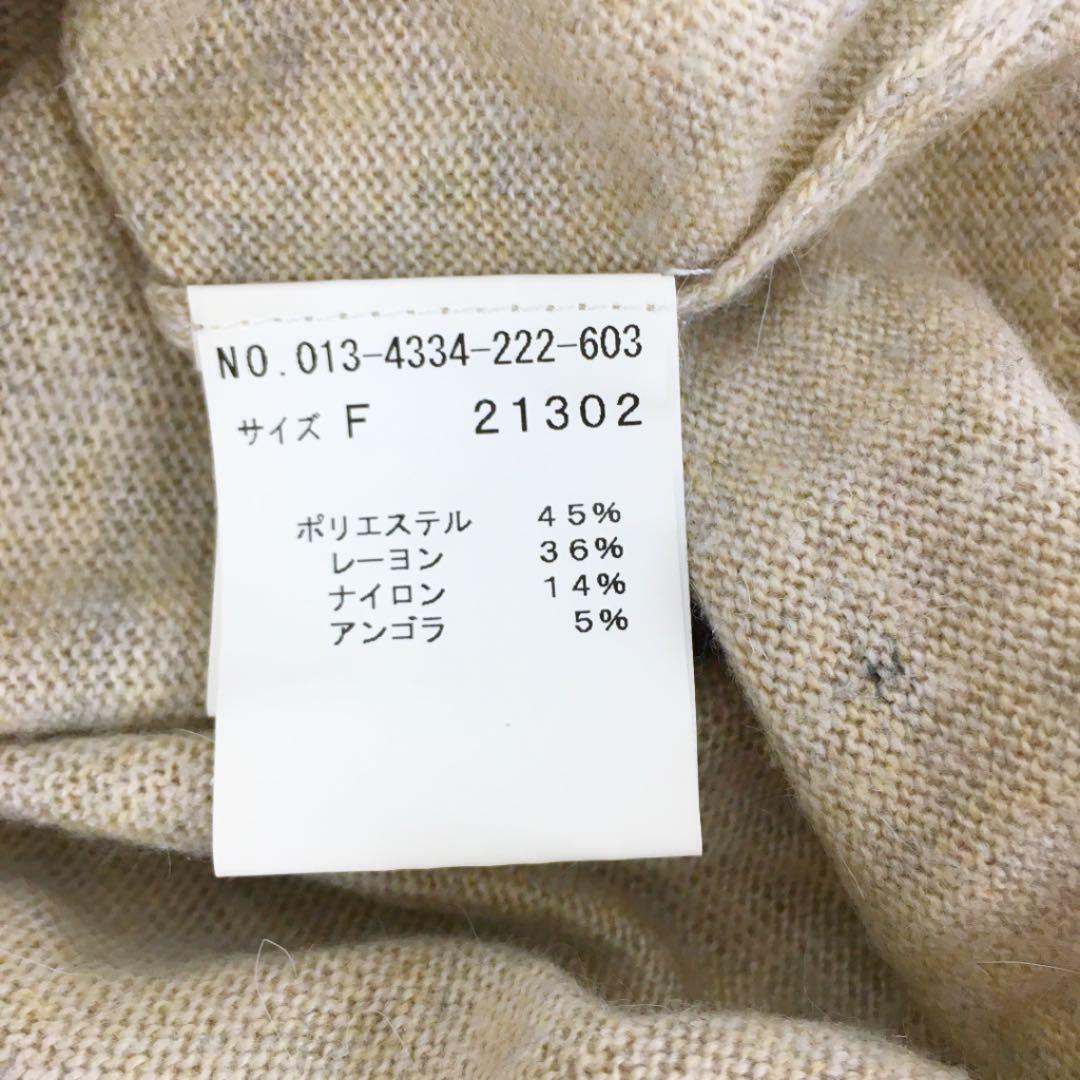 NO.013-4334-222-603
サイズ F 21302
ポリエステル 45%
レーヨン 36%
ナイロン 14%
アンゴラ 5%